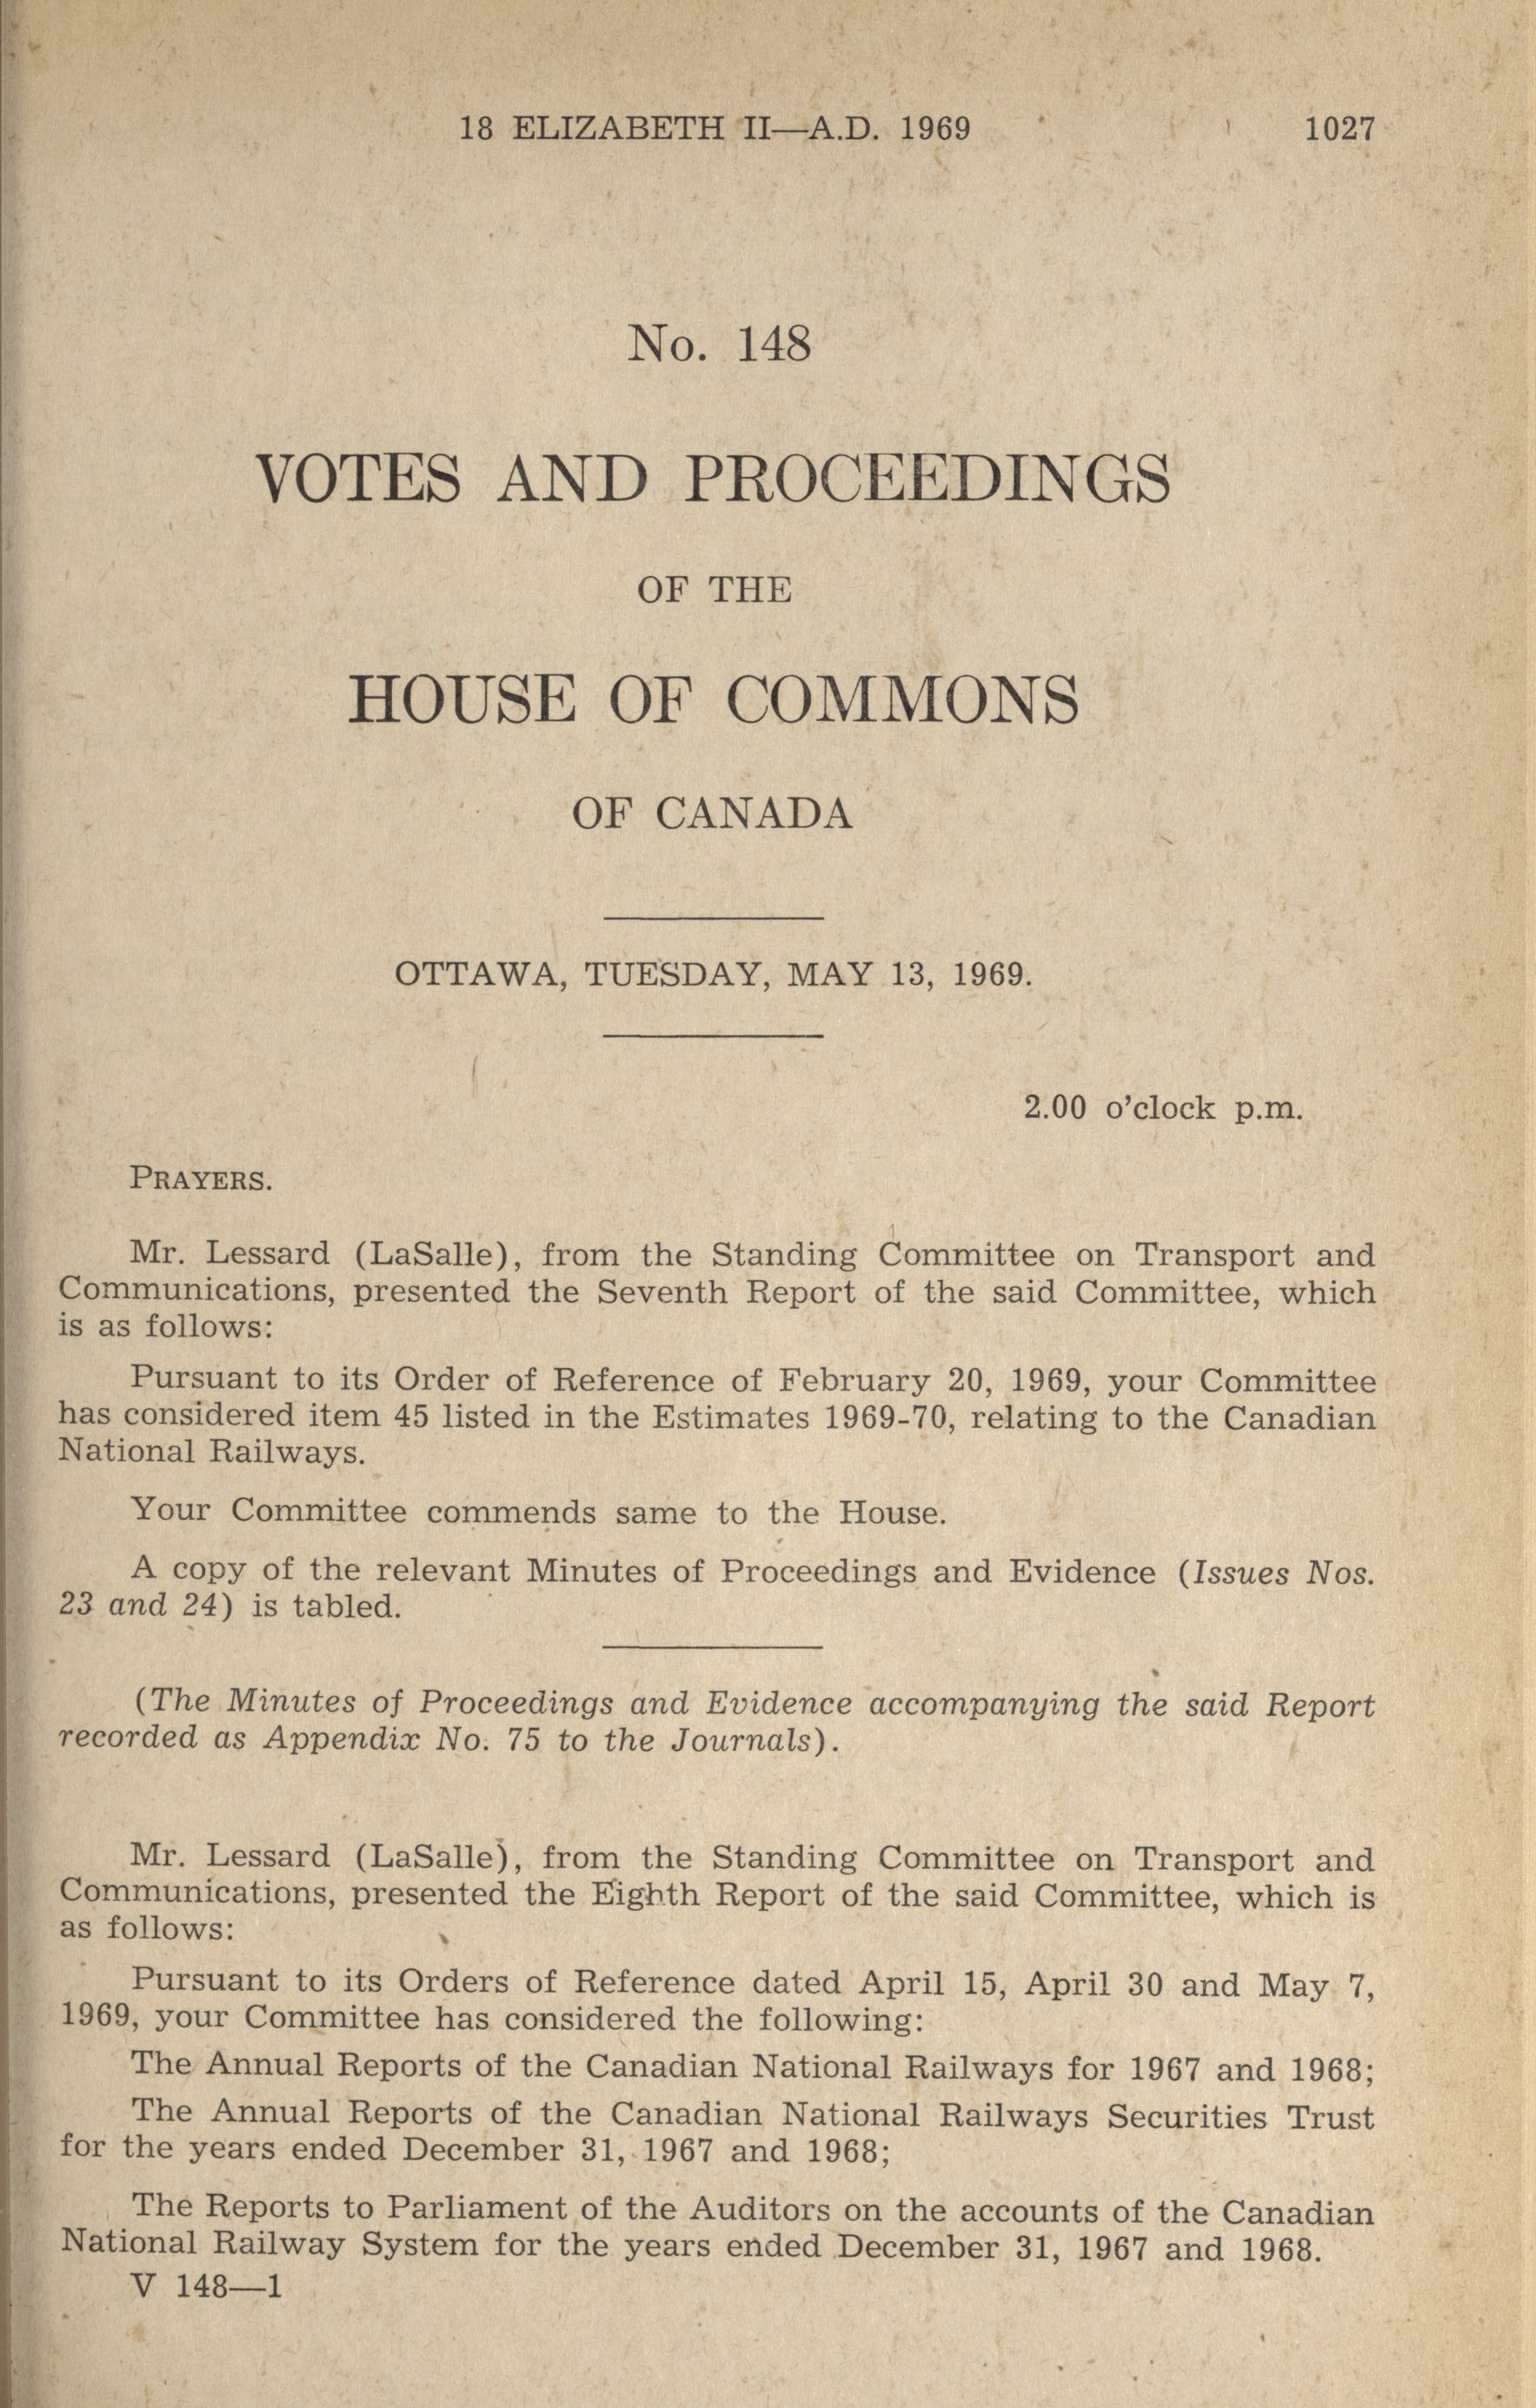 18 ELIZABETH II—A.D. 1969 1027
No. 148
VOTES AND PROCEEDINGS
OF THE
HOUSE OF COMMONS
OF CANADA
OTTAWA, TUESDAY, MAY 13, 1969.
2.00 o'clock p.m.
PRAYERS.
Mr. Lessard (LaSalle), from the Standing Committee on Transport and
Communications, presented the Seventh Report of the said Committee, which
is as follows:
Pursuant to its Order of Reference of February 20, 1969, your Committee
has considered item 45 listed in the Estimates 1969-70, relating to the Canadian
National Railways.
Your Committee commends same to the House.
A copy of the relevant Minutes of Proceedings and Evidence (Issues Nos.
23 and 24) is tabled.
(The Minutes of Proceedings and Evidence accompanying the said Report
recorded as Appendix No. 75 to the Journals).
Mr. Lessard (LaSalle), from the Standing Committee on Transport and
Communications, presented the Eighth Report of the said Committee, which is
as follows:
Pursuant to its Orders of Reference dated April 15, April 30 and May 7,
1969, your Committee has considered the following:
The Annual Reports of the Canadian National Railways for 1967 and 1968;
The Annual Reports of the Canadian National Railways Securities Trust
for the years ended December 31, 1967 and 1968;
The Reports to Parliament of the Auditors on the accounts of the Canadian
National Railway System for the years ended December 31, 1967 and 1968.
V 148—1